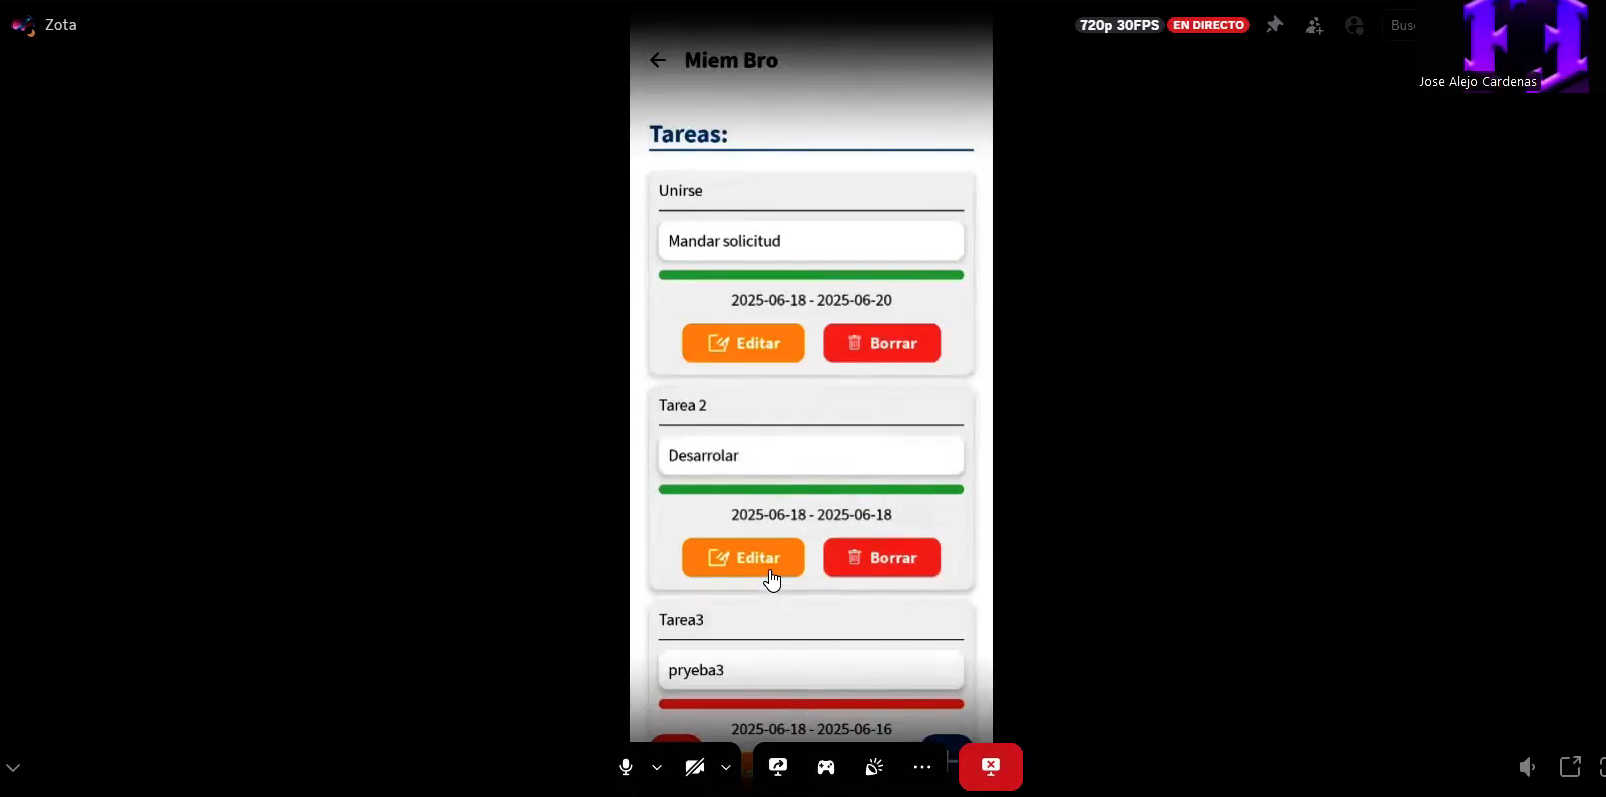 Zota
720p 30FPS EN DIRECTO
Jose Alejo Cardenas
Miem Bro
Tareas:
Unirse
Mandar solicitud
2025-06-18 - 2025-06-20
Editar Borrar
Tarea 2
Desarrolar
2025-06-18 - 2025-06-18
Editar Borrar
Tarea3
pryeba3
2025-06-18 - 2025-06-16